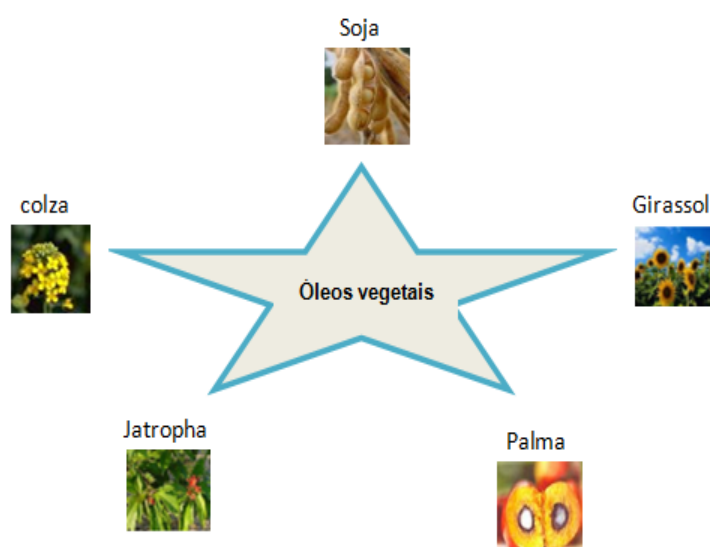 Soja
colza
Girassol
Óleos vegetais
Jatropha
Palma